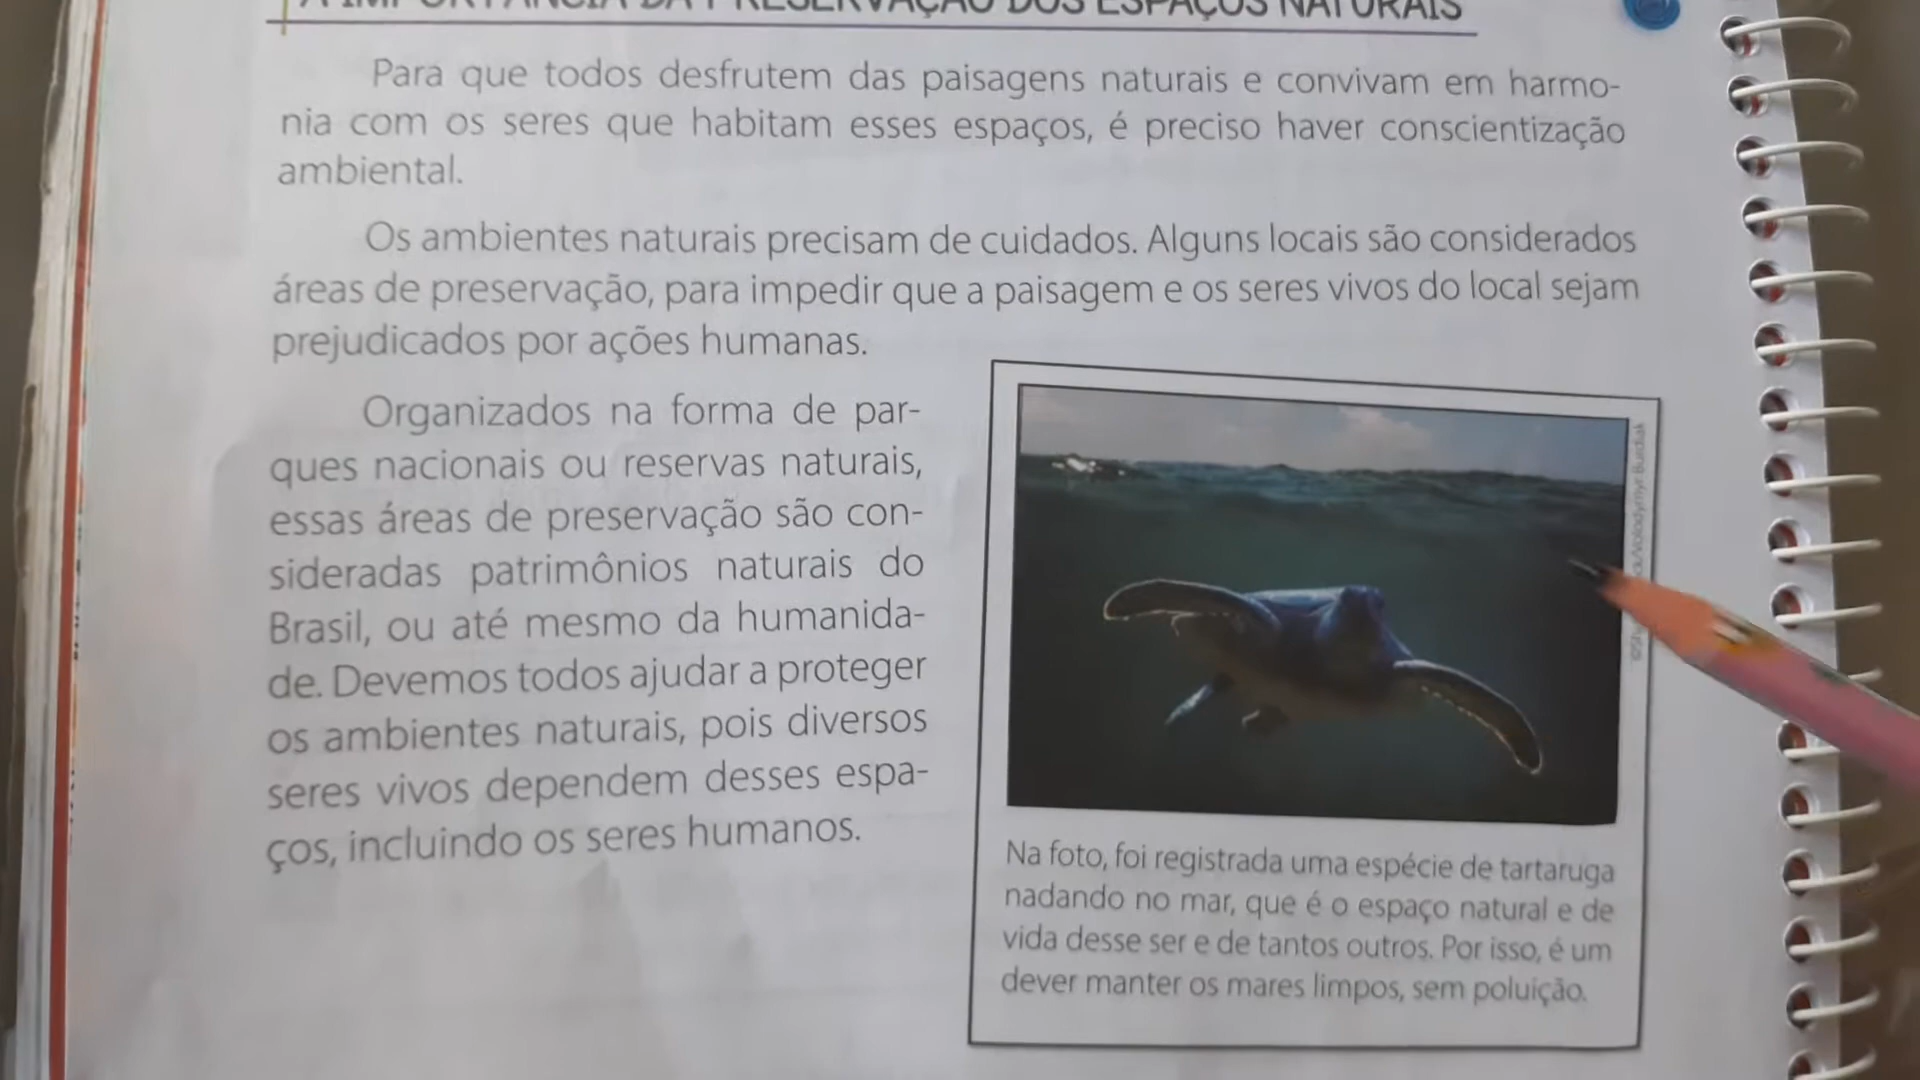 A IMPORTÂNCIA DA PRESERVAÇÃO DOS ESPAÇOS NATURAIS
Para que todos desfrutem das paisagens naturais e convivam em harmo-
nia com os seres que habitam esses espaços, é preciso haver conscientização
ambiental.
Os ambientes naturais precisam de cuidados. Alguns locais são considerados
áreas de preservação, para impedir que a paisagem e os seres vivos do local sejam
prejudicados por ações humanas.
Organizados na forma de par-
ques nacionais ou reservas naturais,
essas áreas de preservação são con-
sideradas patrimônios naturais do
Brasil, ou até mesmo da humanida-
de. Devemos todos ajudar a proteger
os ambientes naturais, pois diversos
seres vivos dependem desses espa-
ços, incluindo os seres humanos.
Na foto, foi registrada uma espécie de tartaruga
nadando no mar, que é o espaço natural e de
vida desse ser e de tantos outros. Por isso, é um
dever manter os mares limpos, sem poluição.